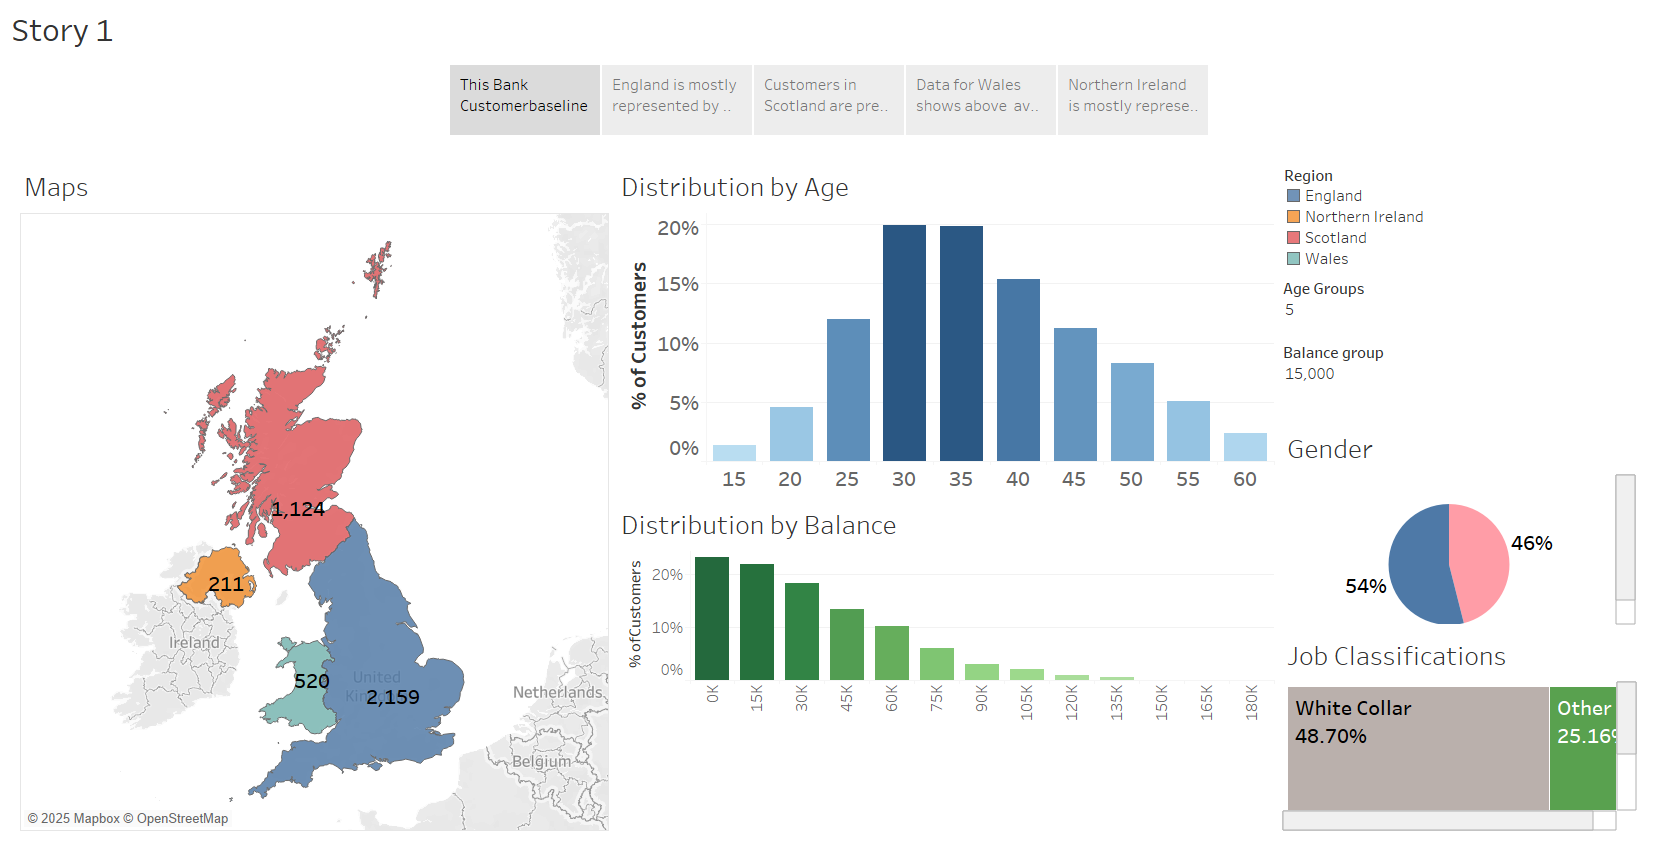 Story 1
This Bank
Customerbaseline
England is mostly
represented by ..
Customers in
Scotland are pre..
Data for Wales
shows above av..
Northern Ireland
is mostly represe..
Maps
1,124
211
Ireland
520
United
2,159
Netherlands
Belgium
© 2025 Mapbox © OpenStreetMap
Distribution by Age
% of Customers
20%
15%
10%
5%
0%
15 20 25 30 35 40 45 50 55 60
Distribution by Balance
% ofCustomers
20%
10%
0%
0K 15K 30K 45K 60K 75K 90K 105K 120K 135K 150K 165K 180K
Region
England
Northern Ireland
Scotland
Wales
Age Groups
5
Balance group
15,000
Gender
46%
54%
Job Classifications
White Collar
48.70%
Other
25.16%